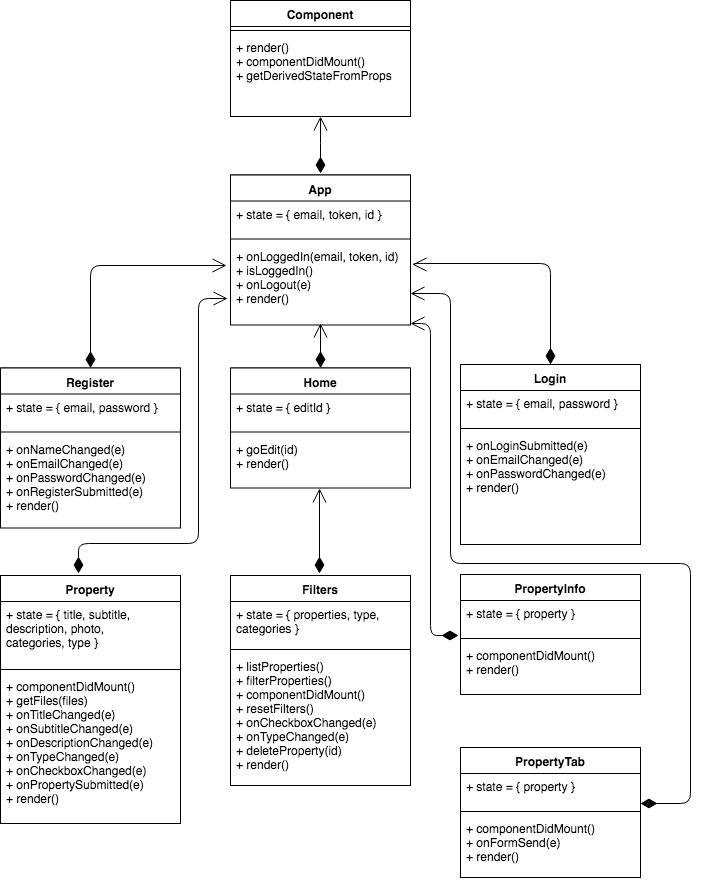 Component
+ render()
+ componentDidMount()
+ getDerivedStateFromProps
App
+ state = { email, token, id }
+ onLoggedIn(email, token, id)
+ isLoggedIn()
+ onLogout(e)
+ render()
Register
+ state = { email, password }
+ onNameChanged(e)
+ onEmailChanged(e)
+ onPasswordChanged(e)
+ onRegisterSubmitted(e)
+ render()
Home
+ state = { editId }
+ goEdit(id)
+ render()
Login
+ state = { email, password }
+ onLoginSubmitted(e)
+ onEmailChanged(e)
+ onPasswordChanged(e)
+ render()
Property
+ state = { title, subtitle,
description, photo,
categories, type }
+ componentDidMount()
+ getFiles(files)
+ onTitleChanged(e)
+ onSubtitleChanged(e)
+ onDescriptionChanged(e)
+ onTypeChanged(e)
+ onCheckboxChanged(e)
+ onPropertySubmitted(e)
+ render()
Filters
+ state = { properties, type,
categories }
+ listProperties()
+ filterProperties()
+ componentDidMount()
+ resetFilters()
+ onCheckboxChanged(e)
+ onTypeChanged(e)
+ deleteProperty(id)
+ render()
PropertyInfo
+ state = { property }
+ componentDidMount()
+ render()
PropertyTab
+ state = { property }
+ componentDidMount()
+ onFormSend(e)
+ render()